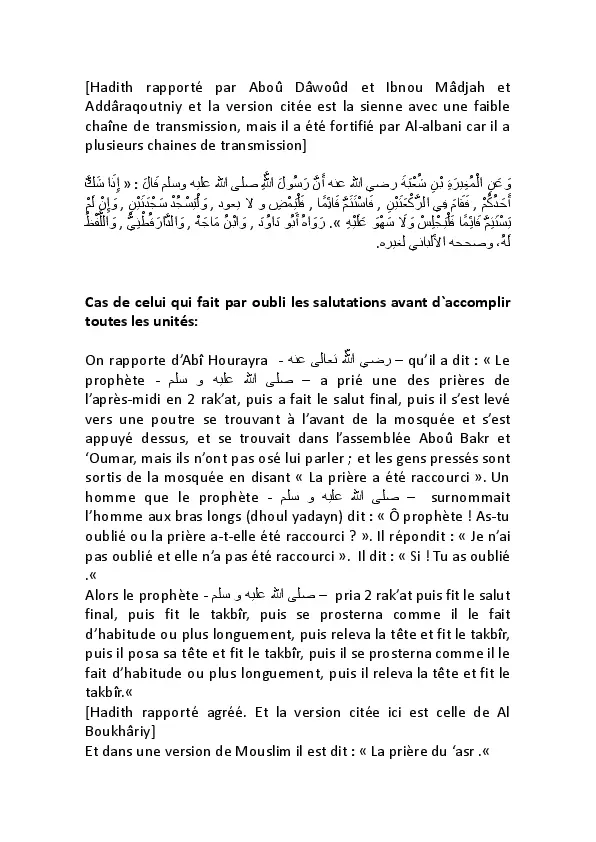 [Hadith rapporté par Aboû Dâwoûd et Ibnou Mâdjah et
Addâraqoutniy et la version citée est la sienne avec une faible
chaîne de transmission, mais il a été fortifié par Al-albani car il a
plusieurs chaines de transmission]
وَعَنِ الْمُغِيرَةِ بْنِ شُعْبَةَ رضي الله عنه أَنَّ رَسُولَ اللَّهِ صلى الله عليه وسلم قَالَ : « إِذَا شَكَّ
أَحَدُكُمْ , فَقَامَ فِي الرَّكْعَتَيْنِ , فَاسْتَتَمَّ قَائِمًا , فَلْيَمْضِ و لا يعود , وَلْيَسْجُدْ سَجْدَتَيْنِ , وَإِنْ لَمْ
يَسْتَتِمَّ قَائِمًا فَلْيَجْلِسْ وَلَا سَهْوَ عَلَيْهِ ». رَوَاهُ أَبُو دَاوُدَ , وَابْنُ مَاجَهْ , وَالدَّارَقُطْنِيُّ , وَاللَّفْظُ
لَهُ، وصححه الألباني لغيره.
Cas de celui qui fait par oubli les salutations avant d`accomplir
toutes les unités:
On rapporte d’Abî Hourayra - رضي الله تعالى عنه – qu’il a dit : « Le
prophète - صلى الله عليه و سلم – a prié une des prières de
l’après-midi en 2 rak’at, puis a fait le salut final, puis il s’est levé
vers une poutre se trouvant à l’avant de la mosquée et s’est
appuyé dessus, et se trouvait dans l’assemblée Aboû Bakr et
‘Oumar, mais ils n’ont pas osé lui parler ; et les gens pressés sont
sortis de la mosquée en disant « La prière a été raccourci ». Un
homme que le prophète - صلى الله عليه و سلم – surnommait
l’homme aux bras longs (dhoul yadayn) dit : « Ô prophète ! As-tu
oublié ou la prière a-t-elle été raccourci ? ». Il répondit : « Je n’ai
pas oublié et elle n’a pas été raccourci ». Il dit : « Si ! Tu as oublié
.«
Alors le prophète - صلى الله عليه و سلم – pria 2 rak’at puis fit le salut
final, puis fit le takbîr, puis se prosterna comme il le fait
d’habitude ou plus longuement, puis releva la tête et fit le takbîr,
puis il posa sa tête et fit le takbîr, puis il se prosterna comme il le
fait d’habitude ou plus longuement, puis il releva la tête et fit le
takbîr.«
[Hadith rapporté agréé. Et la version citée ici est celle de Al
Boukhâriy]
Et dans une version de Mouslim il est dit : « La prière du ‘asr .«